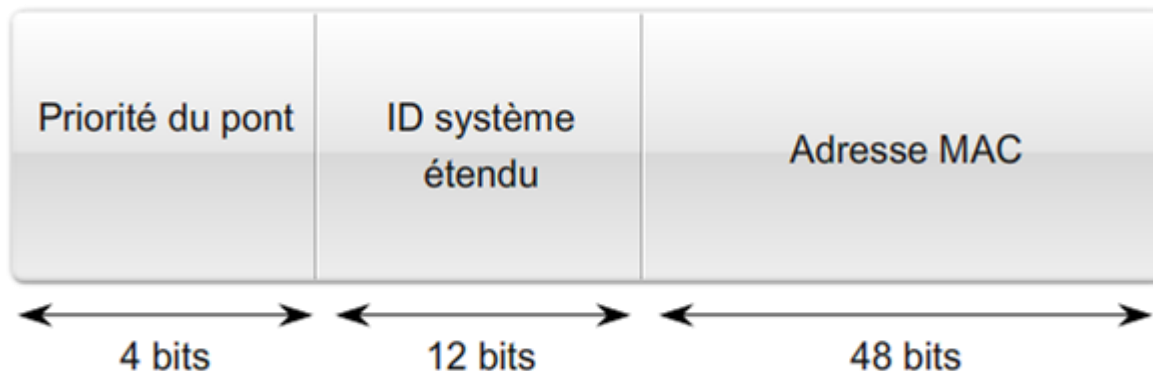 Priorité du pont
ID système
étendu
Adresse MAC
4 bits
12 bits
48 bits